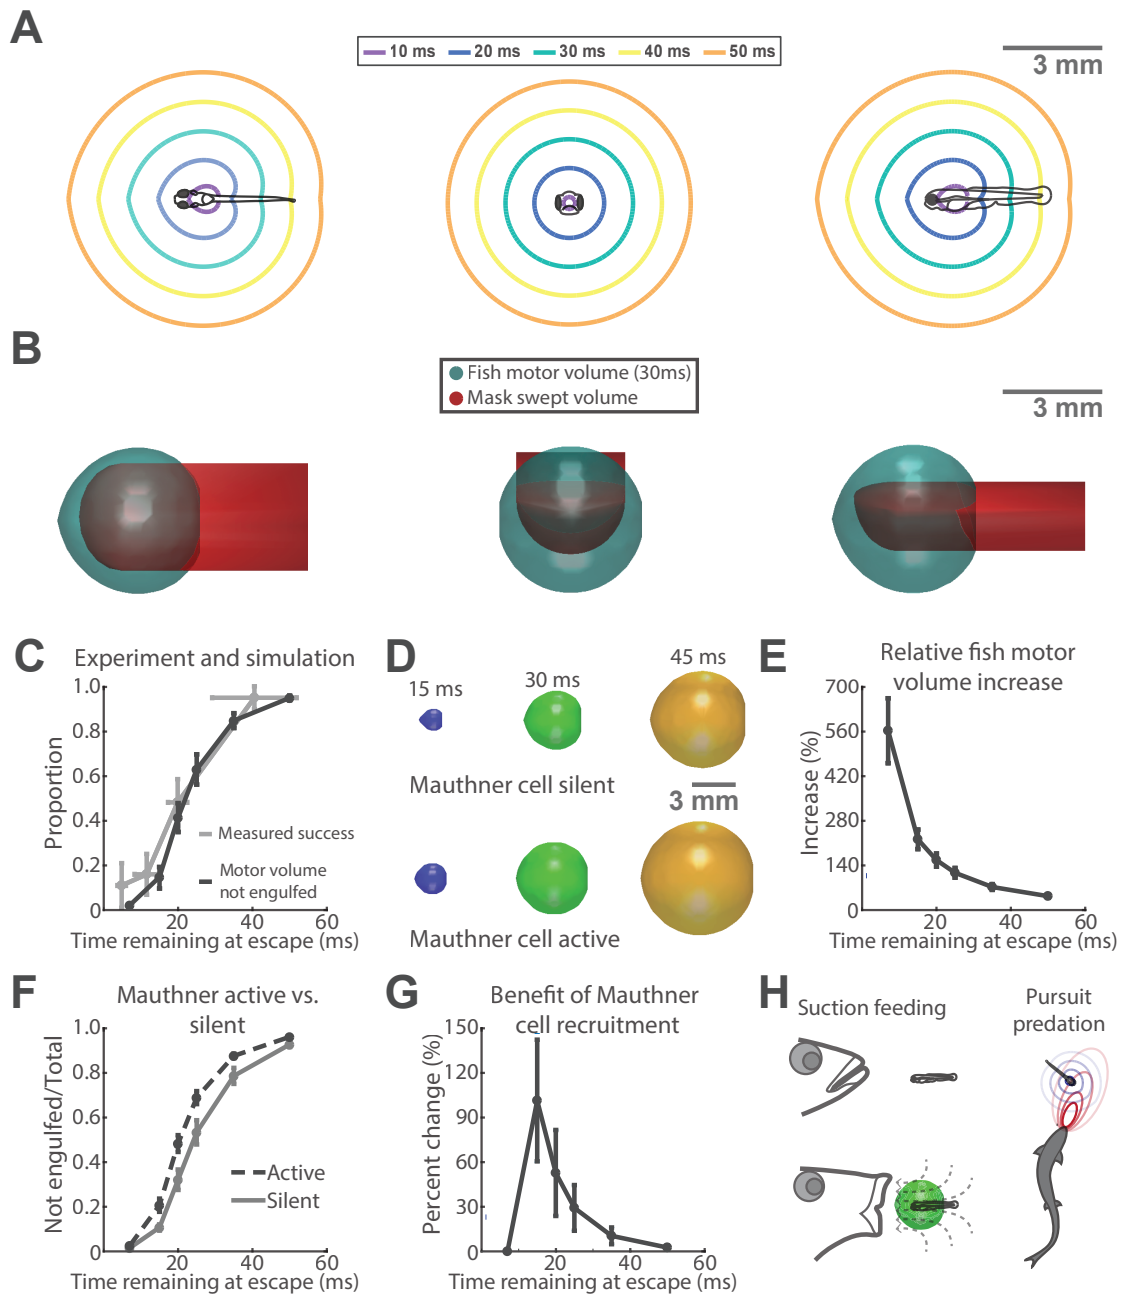 A
10 ms 20 ms 30 ms 40 ms 50 ms
3 mm
B
Fish motor volume (30ms)
Mask swept volume
3 mm
C
Experiment and simulation
1.0
0.8
0.6
0.4
0.2
0
Proportion
Measured success
Motor volume
not engulfed
20 40 60
Time remaining at escape (ms)
D
15 ms
30 ms
45 ms
Mauthner cell silent
3 mm
Mauthner cell active
E
Relative fish motor
volume increase
700
560
420
280
140
0
Increase (%)
20 40 60
Time remaining at escape (ms)
F
Mauthner active vs.
silent
1.0
0.8
0.6
0.4
0.2
0
Not engulfed/Total
Active
Silent
20 40 60
Time remaining at escape (ms)
G
Benefit of Mauthner
cell recruitment
150
120
90
60
30
0
Percent change (%)
20 40 60
Time remaining at escape (ms)
H
Suction feeding
Pursuit
predation